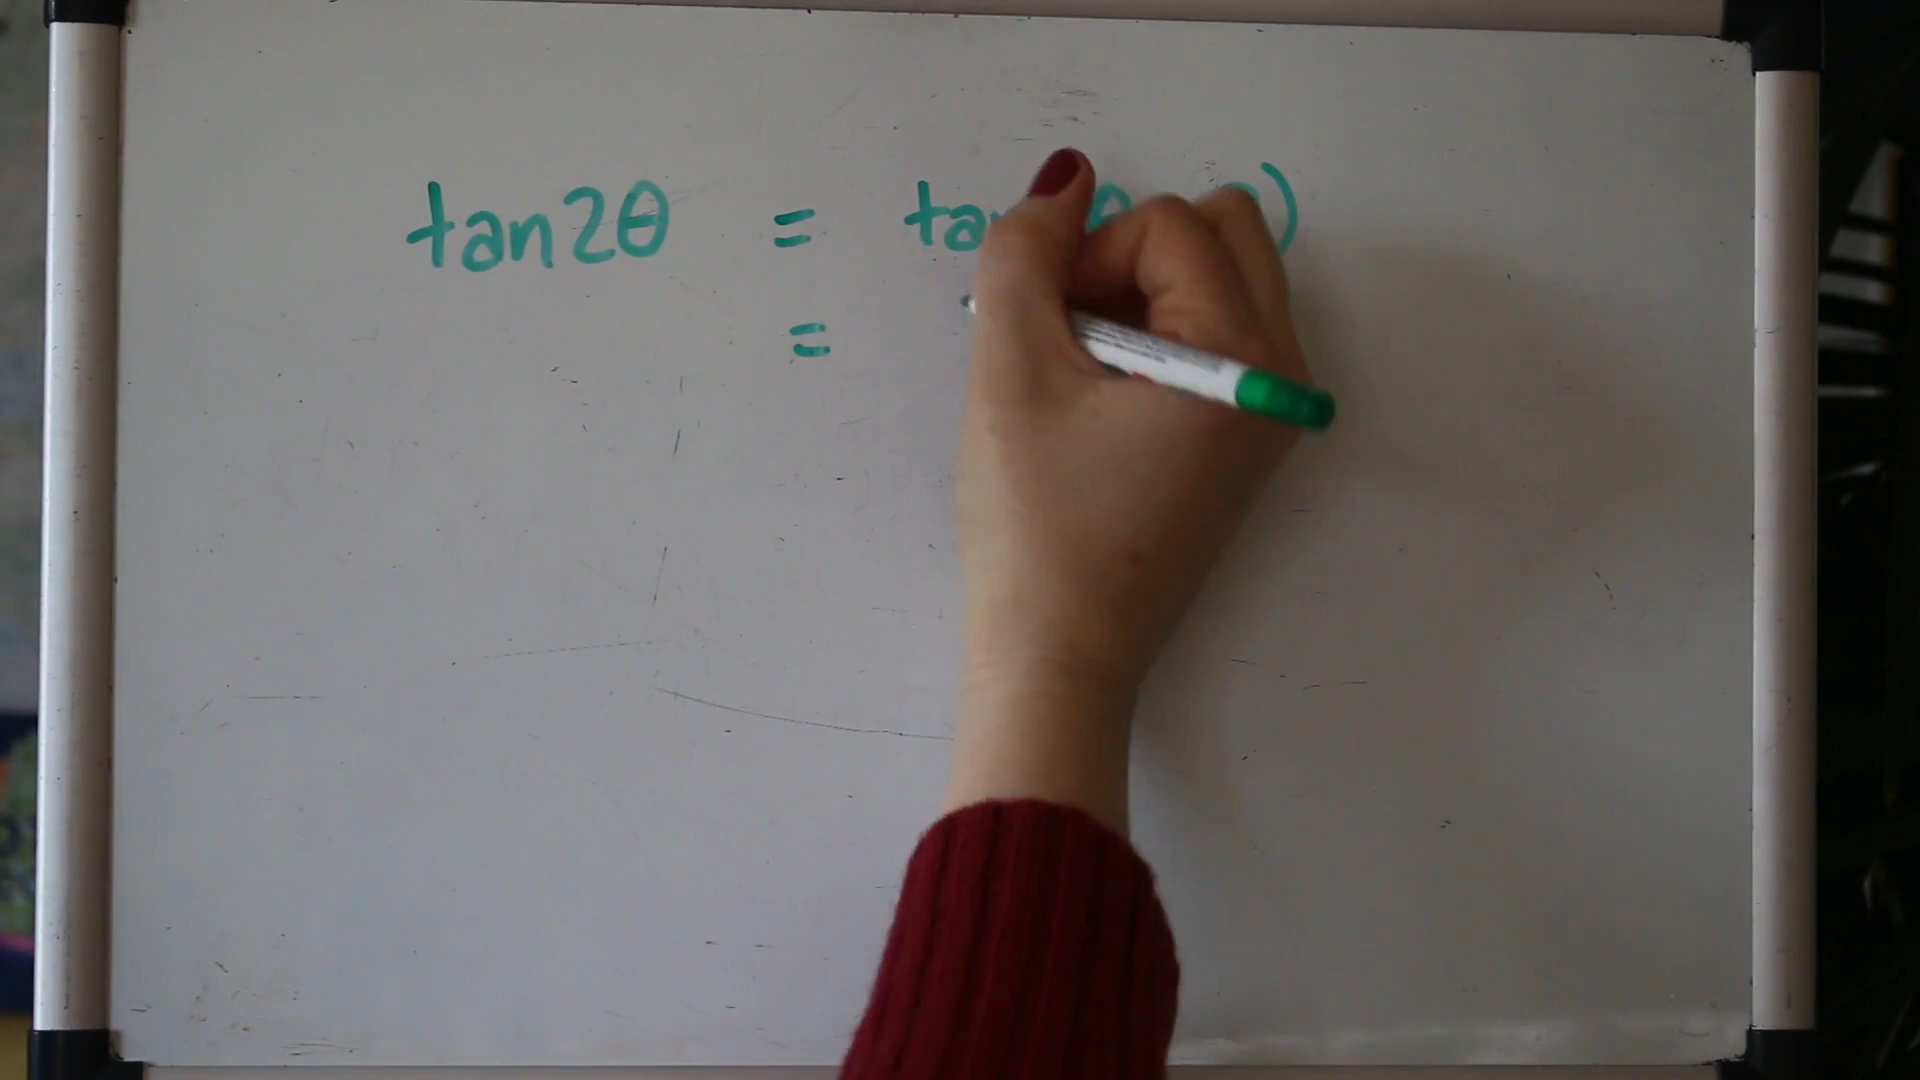 tan2θ = ta θ θ)
=